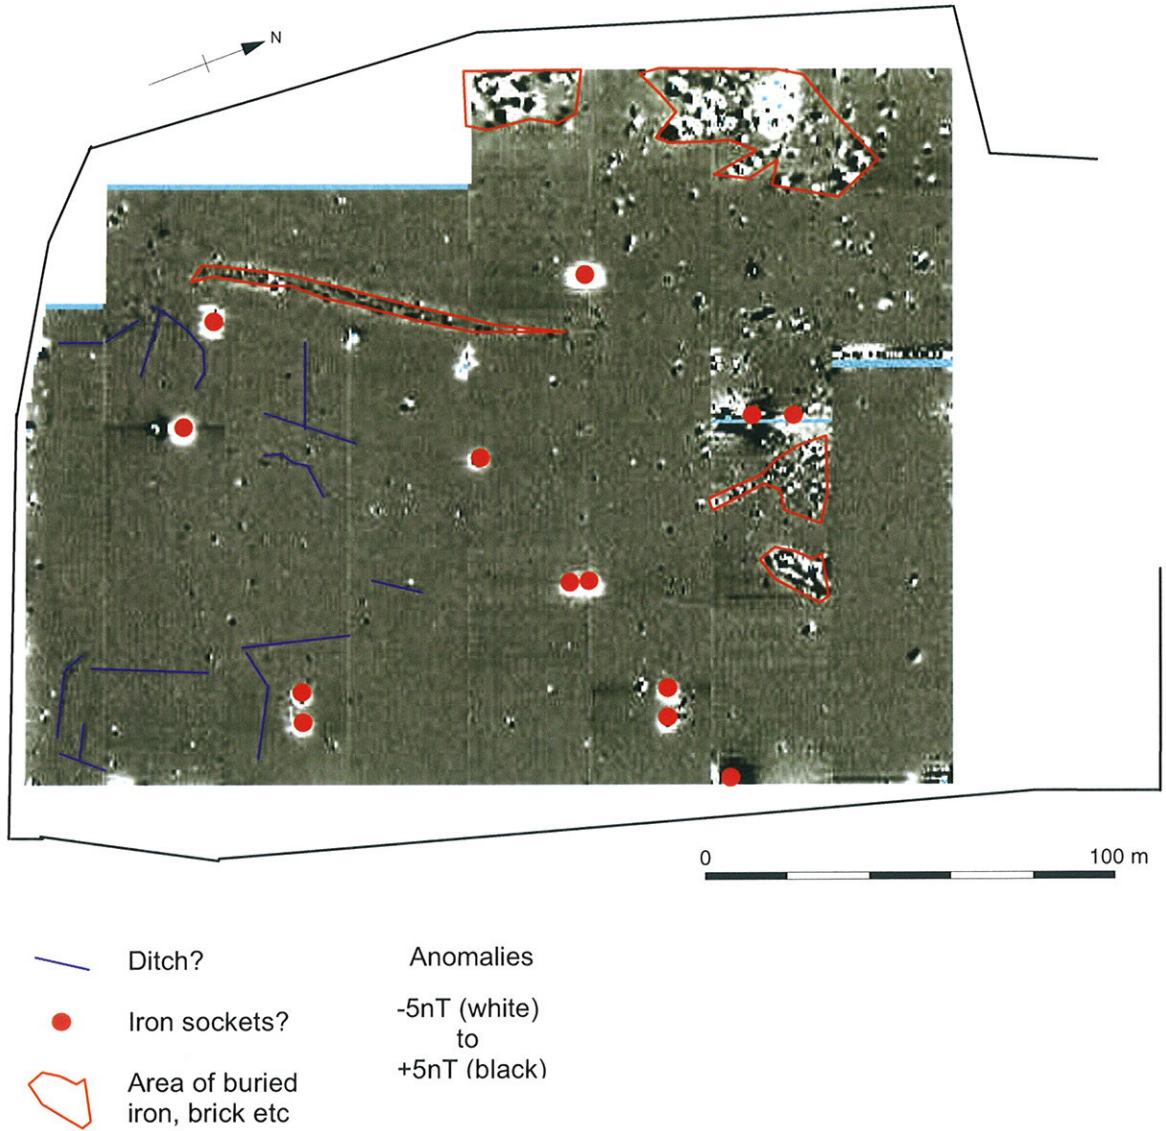 N
0 100 m
Ditch?
Anomalies
Iron sockets?
-5nT (white)
to
+5nT (black)
Area of buried
iron, brick etc